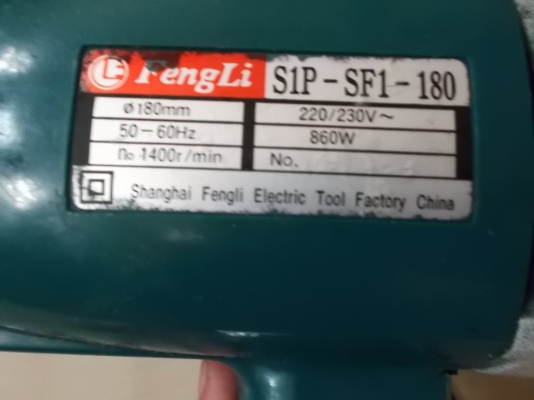 FengLi S1P-SF1-180
ø180mm 220/230V~
50-60Hz 860W
no 1400r/min No.
Shanghai Fengli Electric Tool Factory China